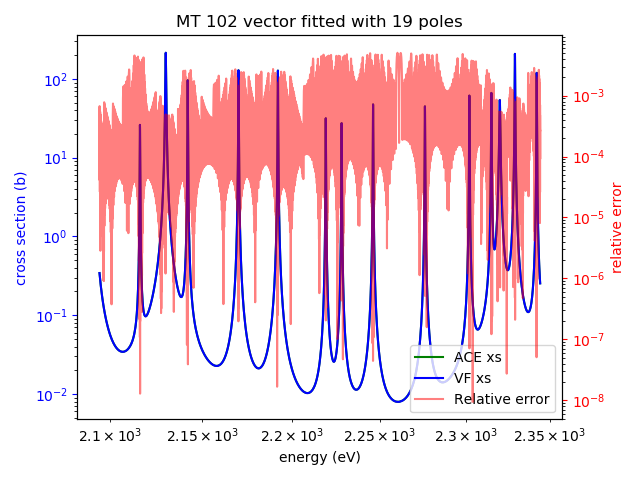 MT 102 vector fitted with 19 poles
10²
10¹
10⁰
10⁻¹
10⁻²
cross section (b)
10⁻³
10⁻⁴
10⁻⁵
10⁻⁶
10⁻⁷
10⁻⁸
relative error
ACE xs
VF xs
Relative error
2.1 × 10³ 2.15 × 10³ 2.2 × 10³ 2.25 × 10³ 2.3 × 10³ 2.35 × 10³
energy (eV)